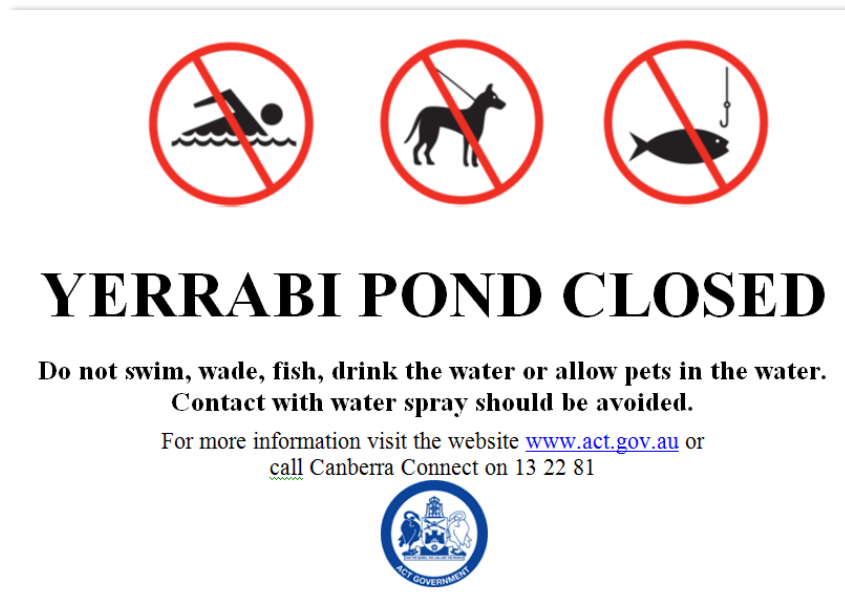 YERRABI POND CLOSED
Do not swim, wade, fish, drink the water or allow pets in the water.
Contact with water spray should be avoided.
For more information visit the website www.act.gov.au or
call Canberra Connect on 13 22 81
ACT GOVERNMENT